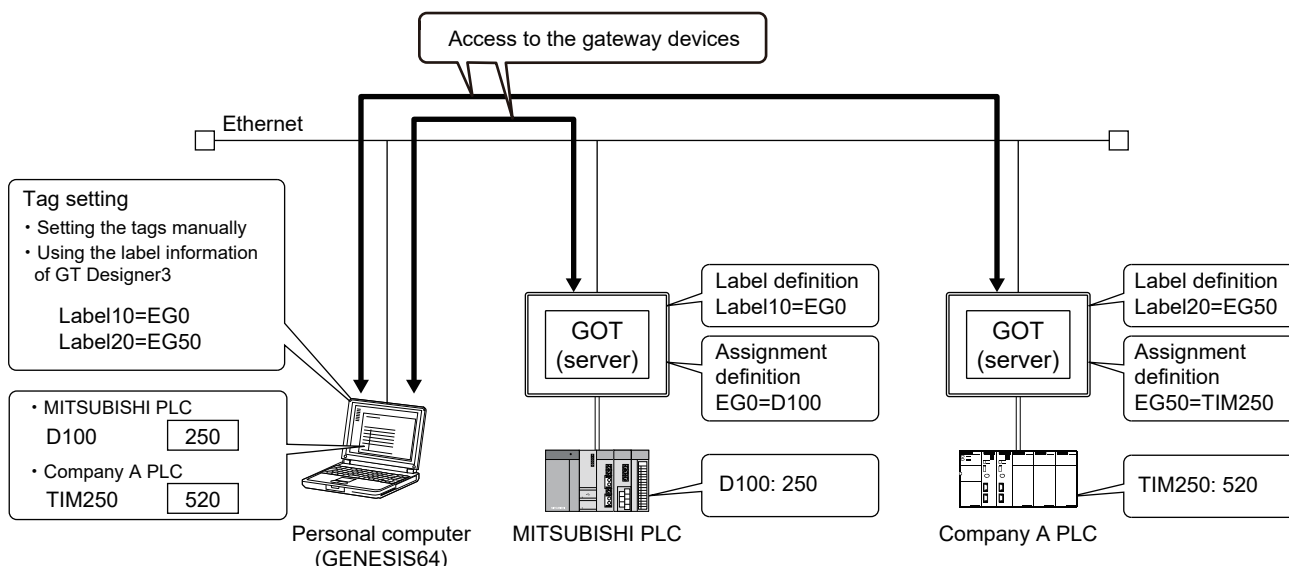 Access to the gateway devices
Ethernet
Tag setting
・Setting the tags manually
・Using the label information
of GT Designer3
Label10=EG0
Label20=EG50
・MITSUBISHI PLC
D100 250
・Company A PLC
TIM250 520
Personal computer
(GENESIS64)
GOT
(server)
Label definition
Label10=EG0
Assignment
definition
EG0=D100
D100: 250
MITSUBISHI PLC
GOT
(server)
Label definition
Label20=EG50
Assignment
definition
EG50=TIM250
TIM250: 520
Company A PLC